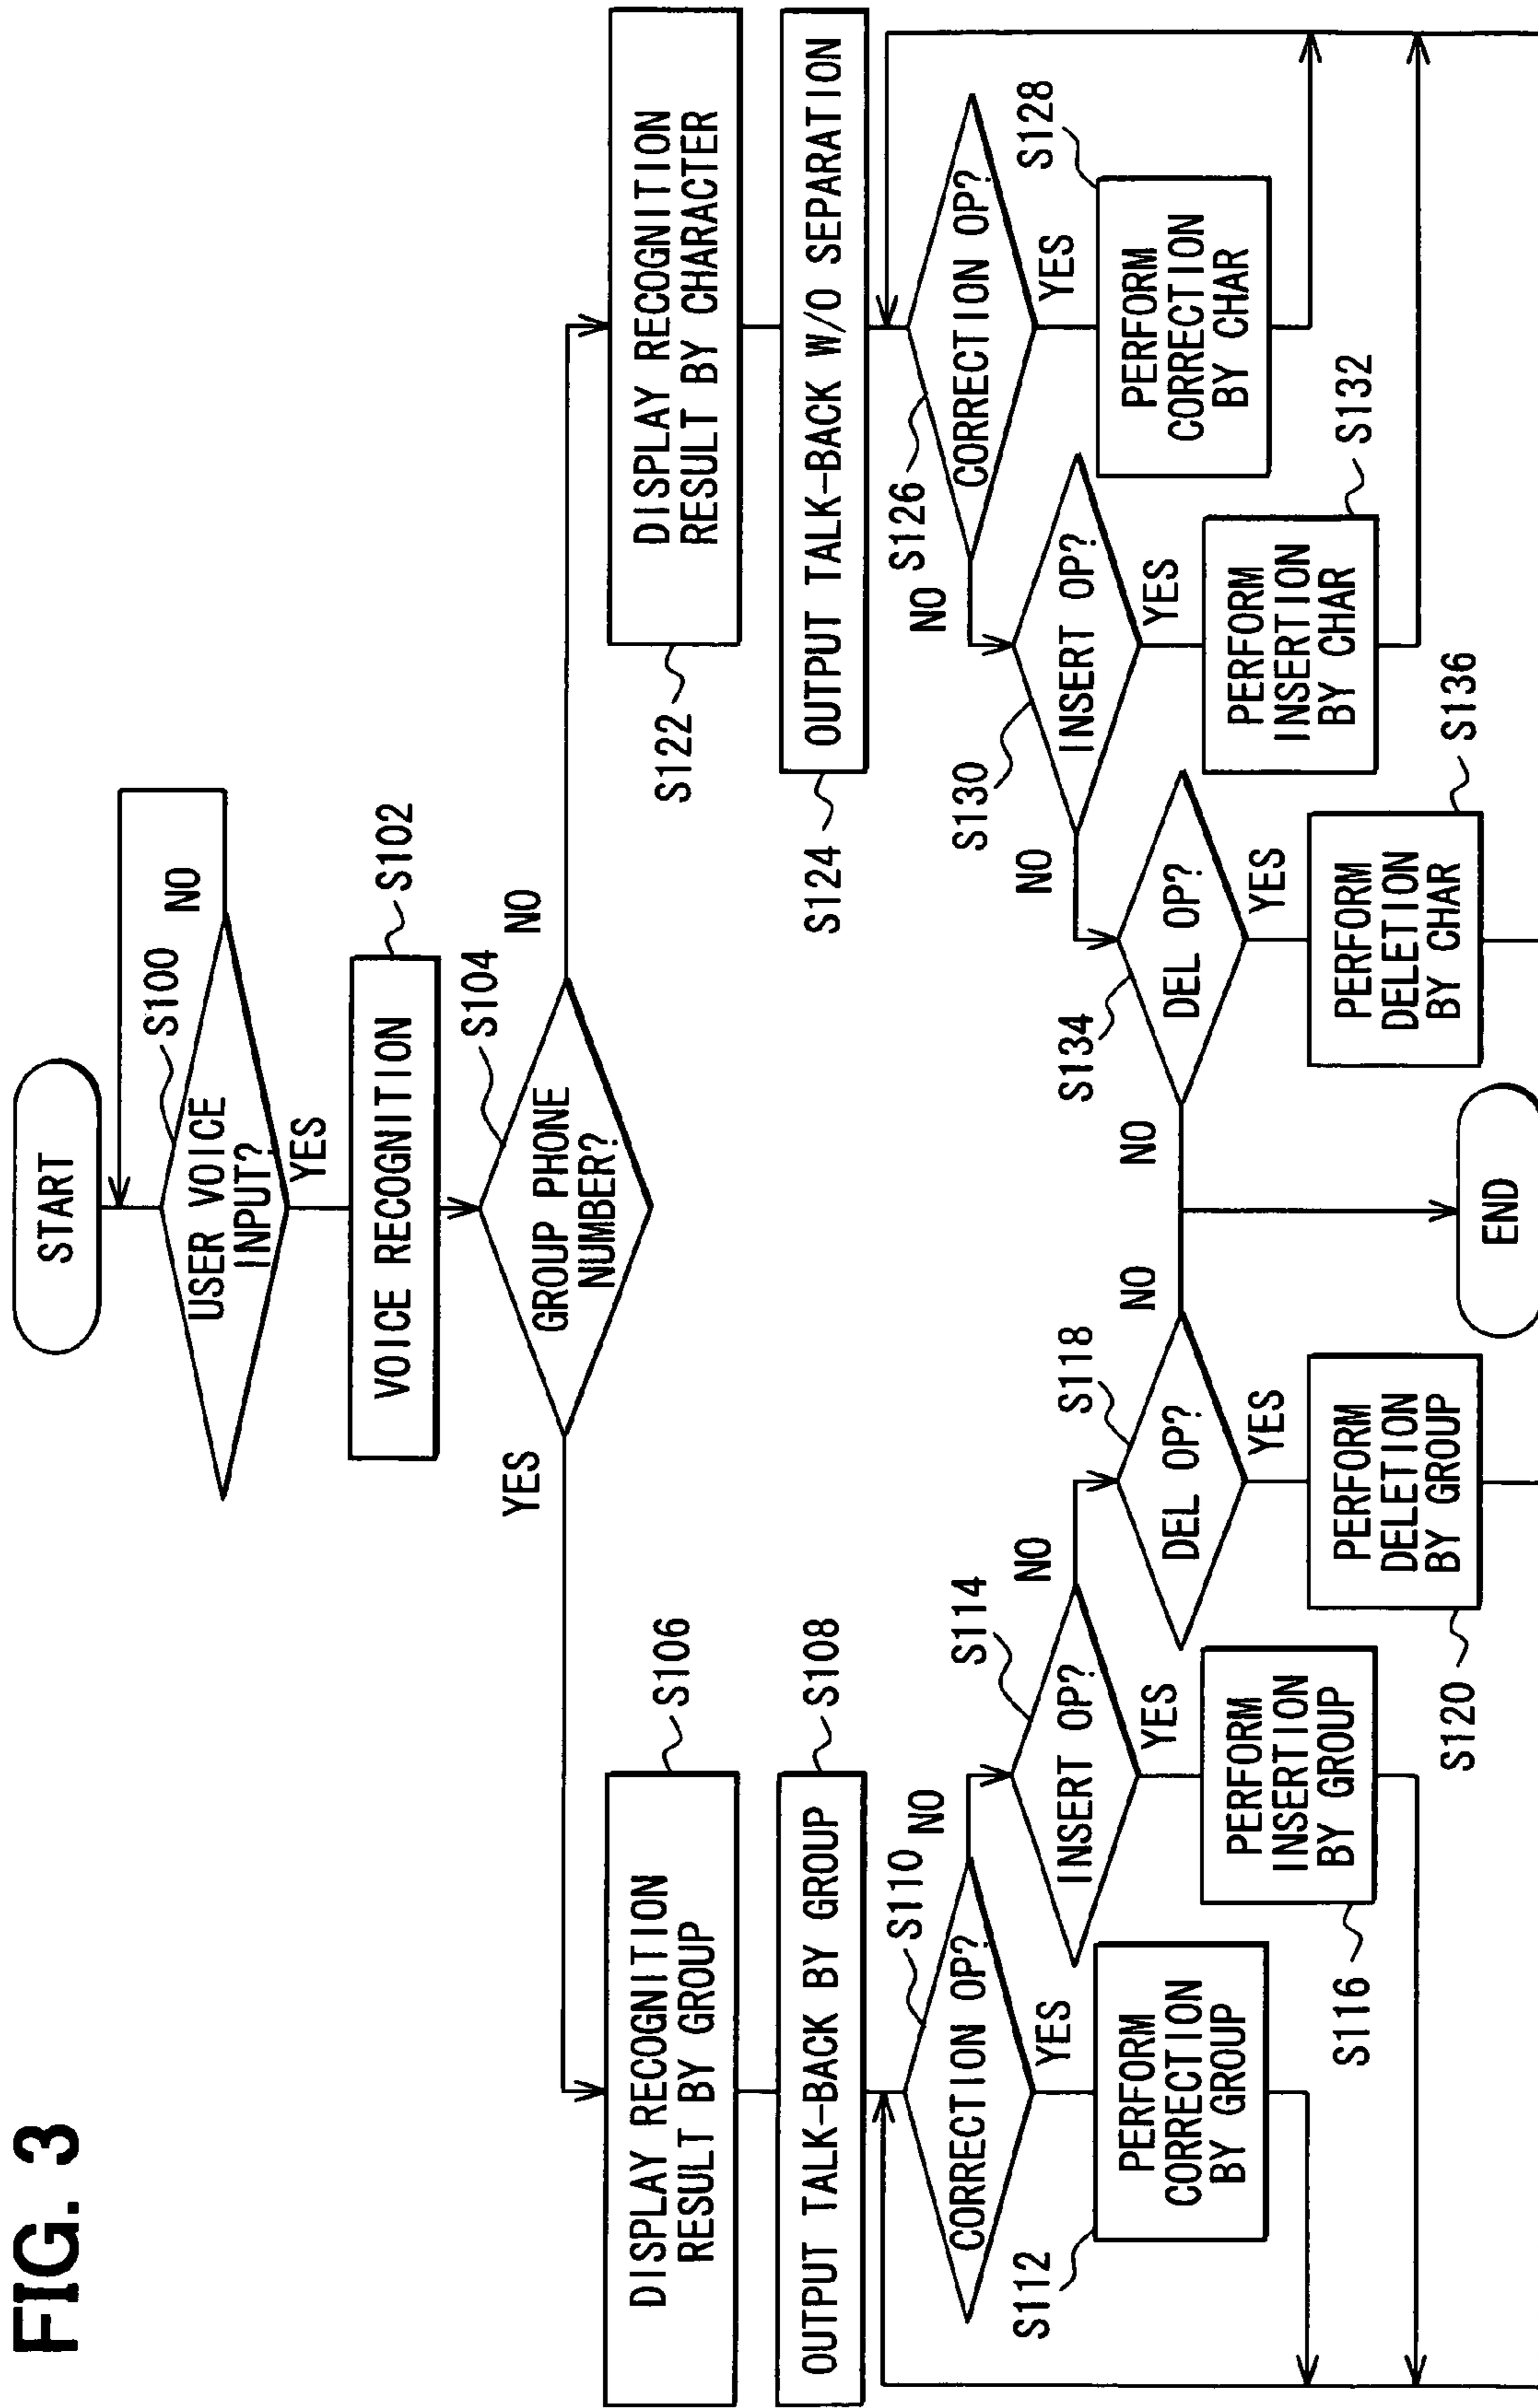 FIG. 3
START
S100
USER VOICE
INPUT?
NO
YES
VOICE RECOGNITION
S102
S104
GROUP PHONE
NUMBER?
YES
NO
DISPLAY RECOGNITION
RESULT BY GROUP
S106
OUTPUT TALK-BACK BY GROUP
S108
CORRECTION OP?
S110
NO
YES
PERFORM
CORRECTION
BY GROUP
S112
INSERT OP?
S114
NO
YES
PERFORM
INSERTION
BY GROUP
S116
DEL OP?
S118
NO
YES
PERFORM
DELETION
BY GROUP
S120
DISPLAY RECOGNITION
RESULT BY CHARACTER
S122
OUTPUT TALK-BACK W/O SEPARATION
S124
CORRECTION OP?
S126
NO
YES
PERFORM
CORRECTION
BY CHAR
S128
INSERT OP?
S130
NO
YES
PERFORM
INSERTION
BY CHAR
S132
DEL OP?
S134
NO
YES
PERFORM
DELETION
BY CHAR
S136
END